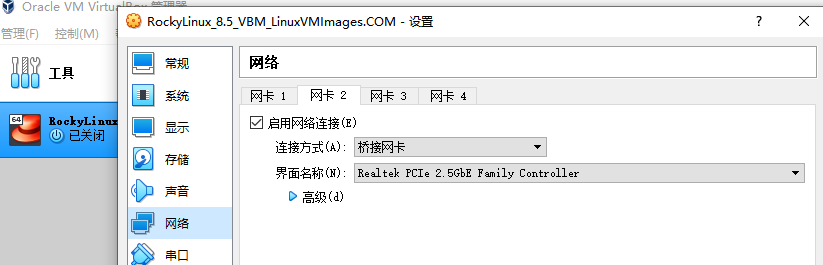 Oracle VM VirtualBox 管理器
RockyLinux_8.5_VBM_LinuxVMImages.COM - 设置
?
管理(F) 控制(M)
工具
64
RockyLinux
已关闭
常规
系统
显示
存储
声音
网络
串口
网络
网卡 1 网卡 2 网卡 3 网卡 4
启用网络连接(E)
连接方式(A): 桥接网卡
界面名称(N): Realtek PCIe 2.5GbE Family Controller
高级(d)